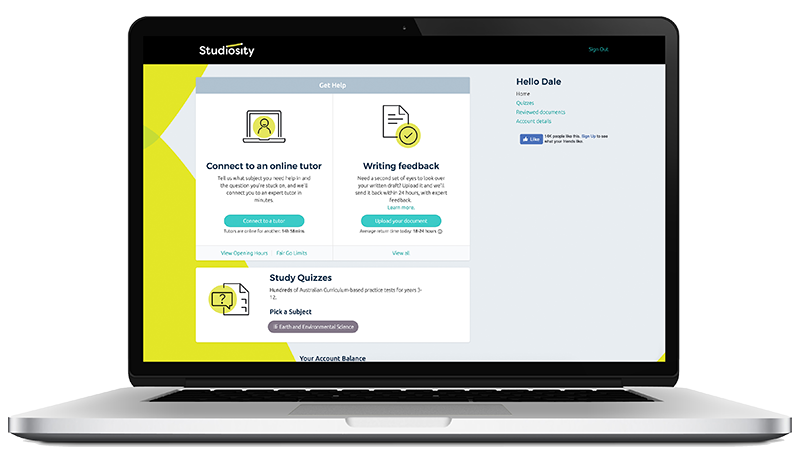 Studiosity
Sign Out
Get Help
Connect to an online tutor
Tell us what subject you need help in and
the question you're stuck on, and we'll
connect you to an expert tutor in
minutes.
Connect to a tutor
Tutors are online for another: 14h 58mins
View Opening Hours
Fair Go Limits
Writing feedback
Need a second set of eyes to look over
your written draft? Upload it and we'll
send it back within 24 hours, with expert
feedback.
Learn more.
Upload your document
Average return time today: 18-24 hours
View all
?
Study Quizzes
Hundreds of Australian Curriculum-based practice tests for years 3-
12.
Pick a Subject
Earth and Environmental Science
Your Account Balance
Hello Dale
Home
Quizzes
Reviewed documents
Account details
Like
people like this. Sign Up to see
what your friends like.